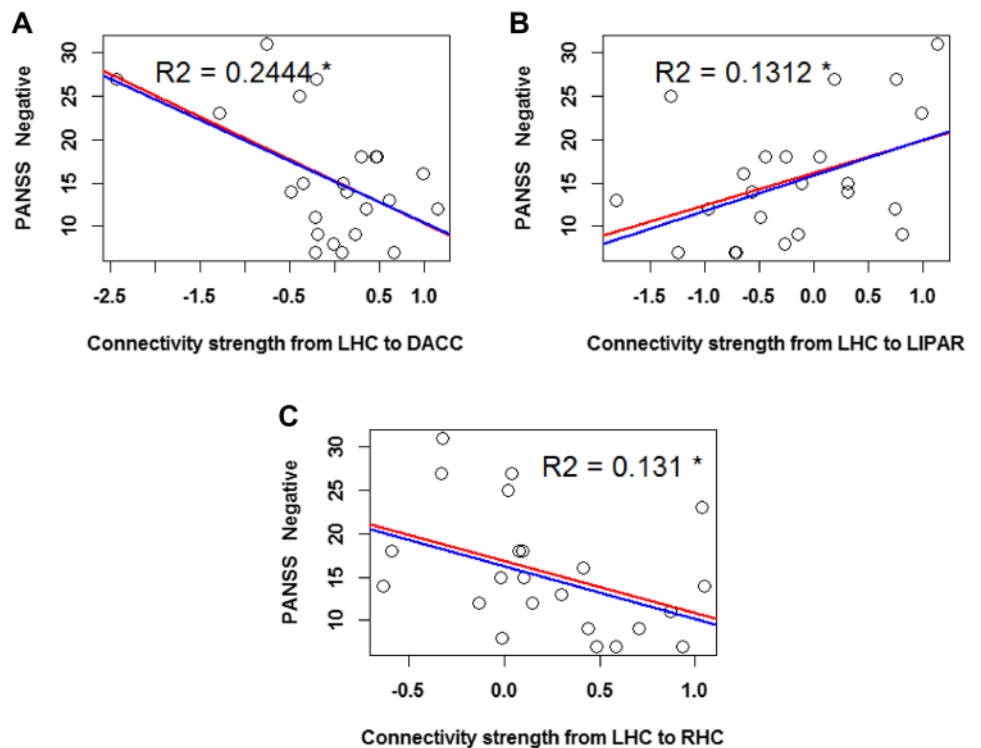 A
PANSS Negative
30
25
20
15
10
R2 = 0.2444 *
-2.5 -1.5 -0.5 0.5 1.0
Connectivity strength from LHC to DACC
B
PANSS Negative
30
25
20
15
10
R2 = 0.1312 *
-1.5 -1.0 -0.5 0.0 0.5 1.0
Connectivity strength from LHC to LIPAR
C
PANSS Negative
30
25
20
15
10
R2 = 0.131 *
-0.5 0.0 0.5 1.0
Connectivity strength from LHC to RHC